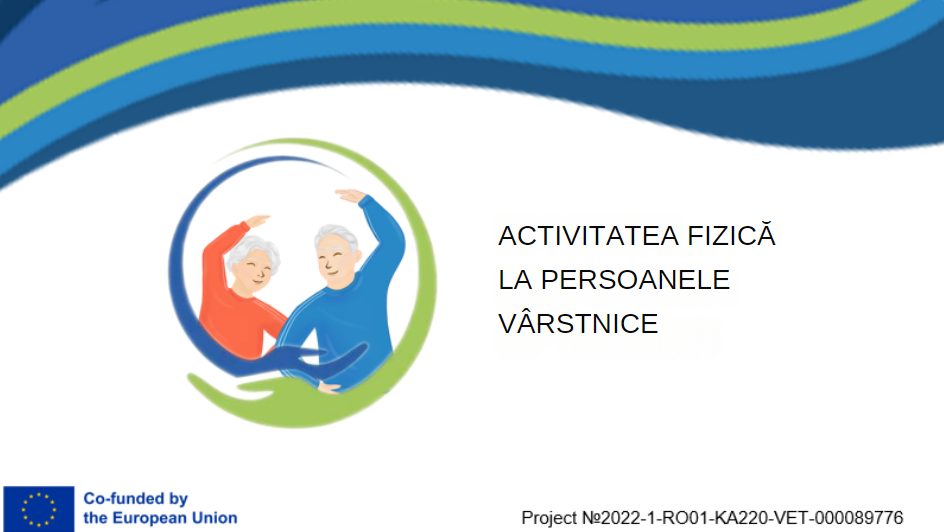 ACTIVITATEA FIZICĂ
LA PERSOANELE
VÂRSTNICE
Co-funded by
the European Union
Project №2022-1-RO01-KA220-VET-000089776